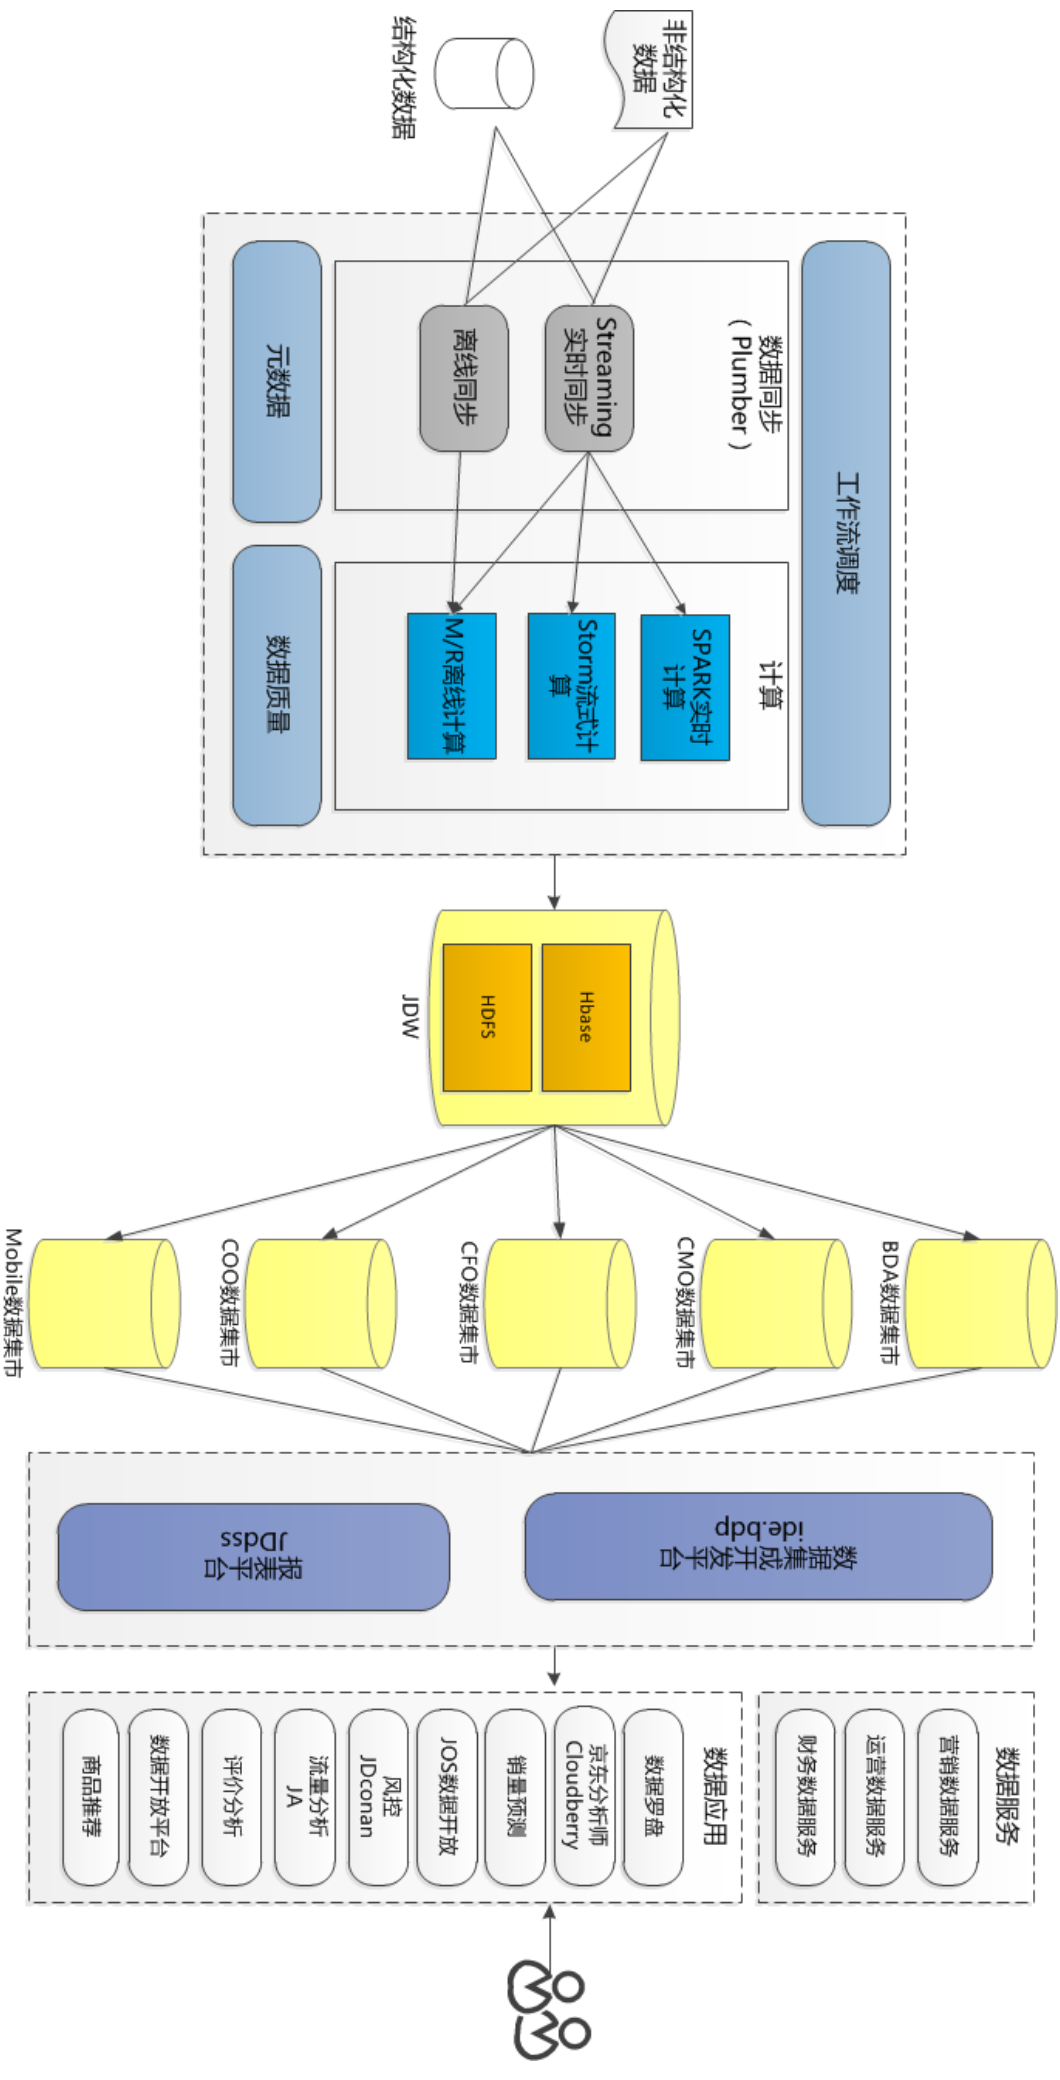 非结构化
数据
结构化数据
工作流调度
数据同步
（Plumber）
Streaming
实时同步
离线同步
元数据
计算
SPARK实时
计算
Storm流式计
算
M/R离线计算
数据质量
Hbase
HDFS
JDW
BDA数据集市
CMO数据集市
CFO数据集市
COO数据集市
Mobile数据集市
数据集成开发平台
ide.bdp
报表平台
JDdss
数据服务
营销数据服务
运营数据服务
财务数据服务
数据应用
数据罗盘
京东分析师
Cloudberry
销量预测
JOS数据开放
风控
JDconan
流量分析
JA
评价分析
数据开放平台
商品推荐